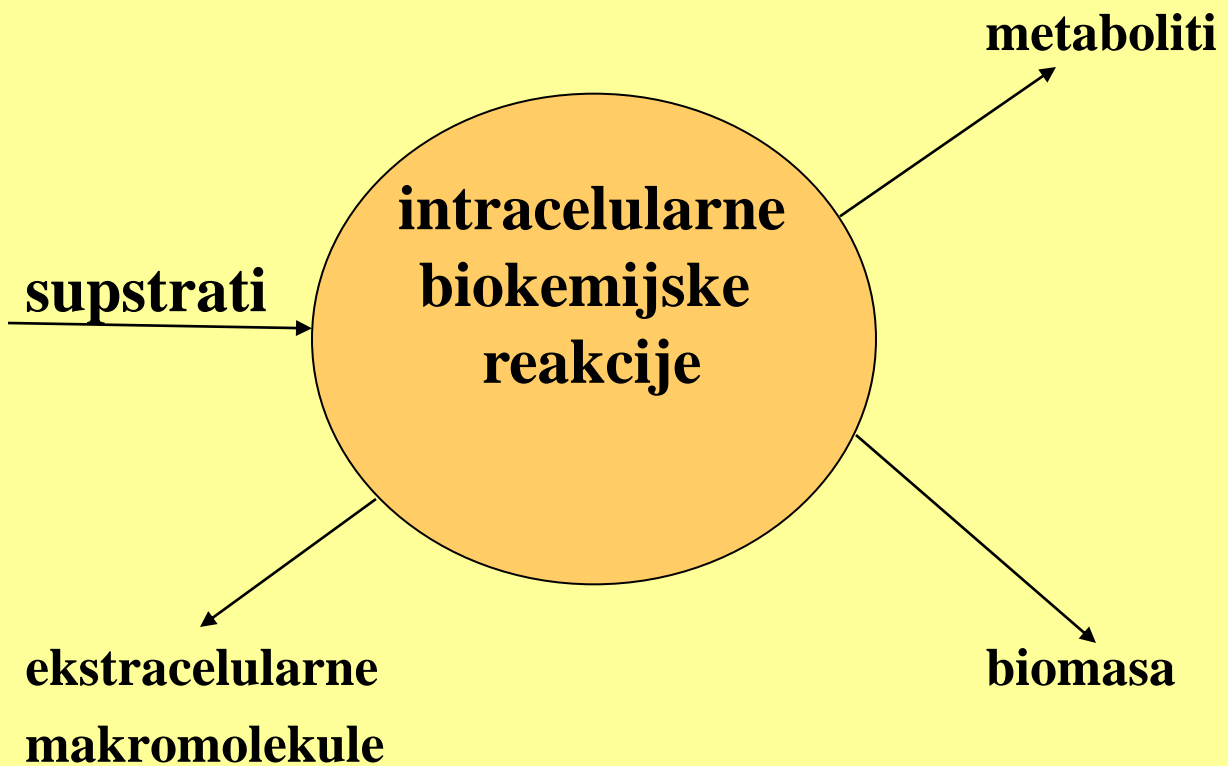 metaboliti
intracelularne
biokemijske
reakcije
supstrati
ekstracelularne
makromolekule
biomasa